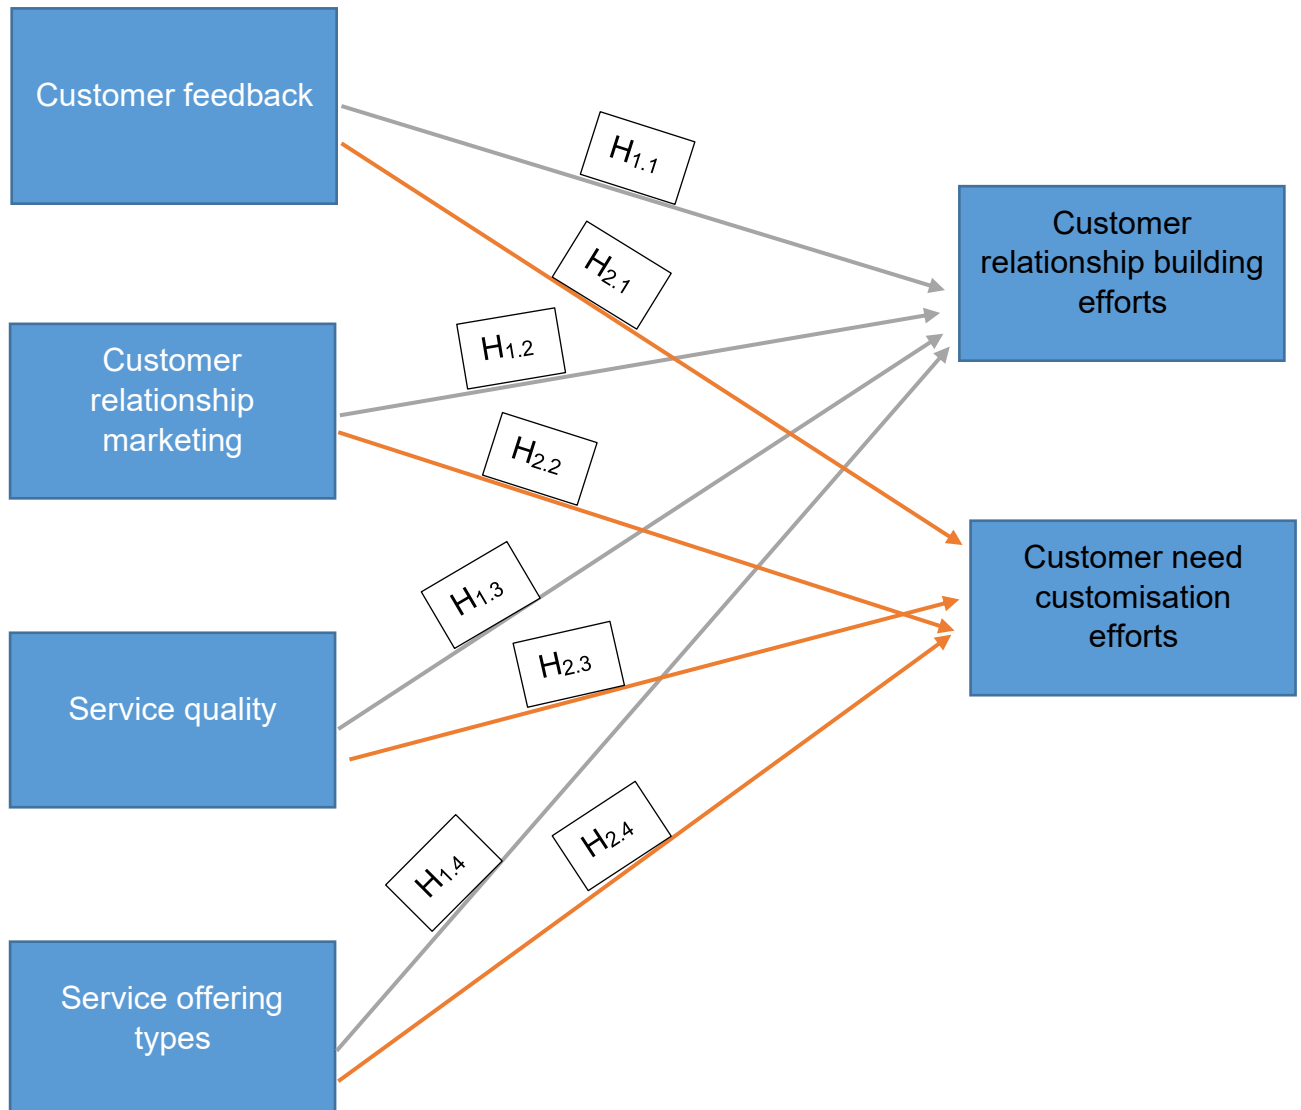 Customer feedback
H1.1
Customer
relationship building
efforts
H2.1
H1.2
Customer
relationship
marketing
H2.2
Customer need
customisation
efforts
H1.3
H2.3
Service quality
H2.4
H1.4
Service offering
types